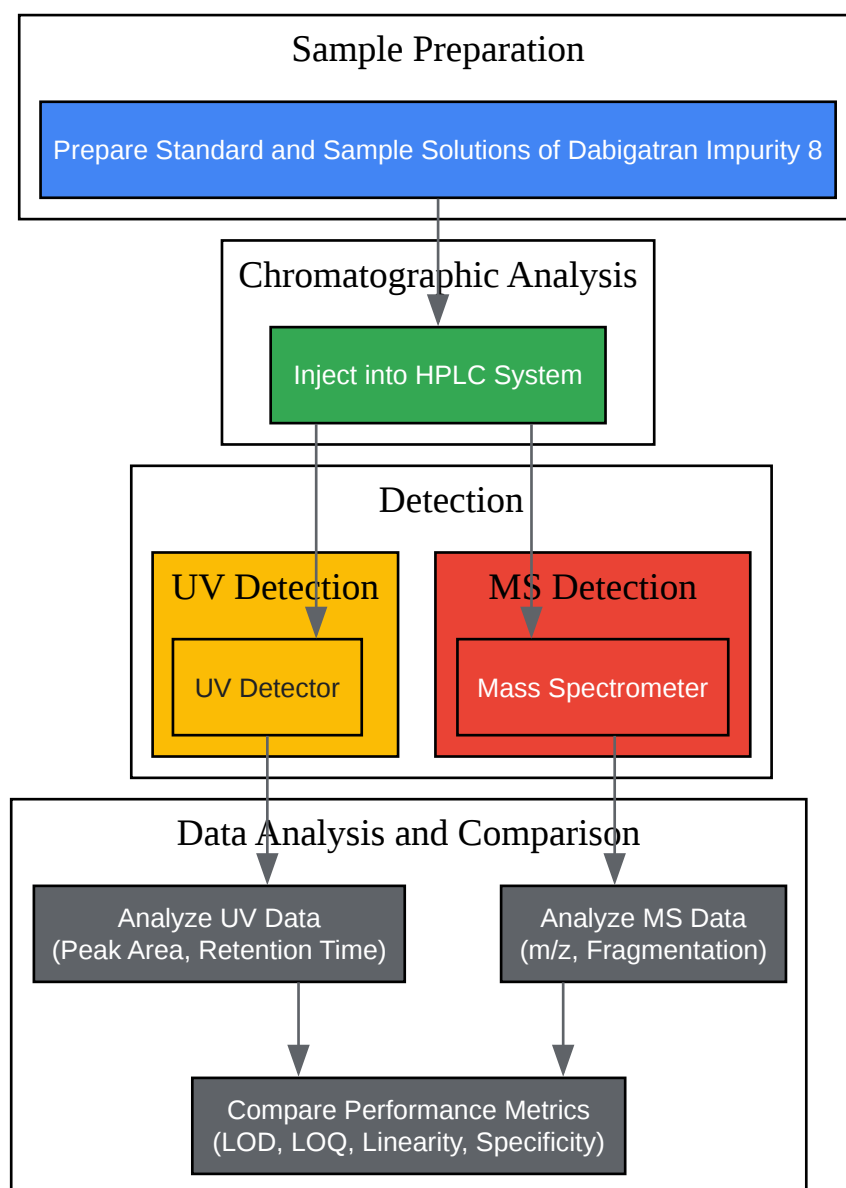 Sample Preparation
Prepare Standard and Sample Solutions of Dabigatran Impurity 8
Chromatographic Analysis
Inject into HPLC System
Detection
UV Detection
UV Detector
MS Detection
Mass Spectrometer
Data Analysis and Comparison
Analyze UV Data
(Peak Area, Retention Time)
Analyze MS Data
(m/z, Fragmentation)
Compare Performance Metrics
(LOD, LOQ, Linearity, Specificity)